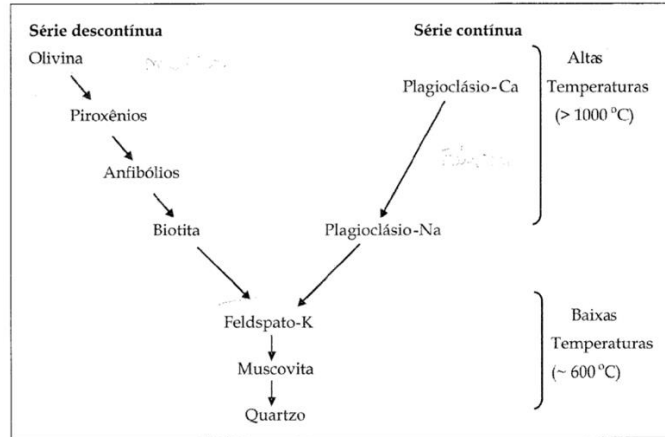 Série descontínua
Série contínua
Olivina
Altas
Plagioclásio-Ca
Temperaturas
Piroxênios
(> 1000 °C)
Anfibólios
Biotita
Plagioclásio-Na
Feldspato-K
Baixas
Temperaturas
Muscovita
(~ 600 °C)
Quartzo